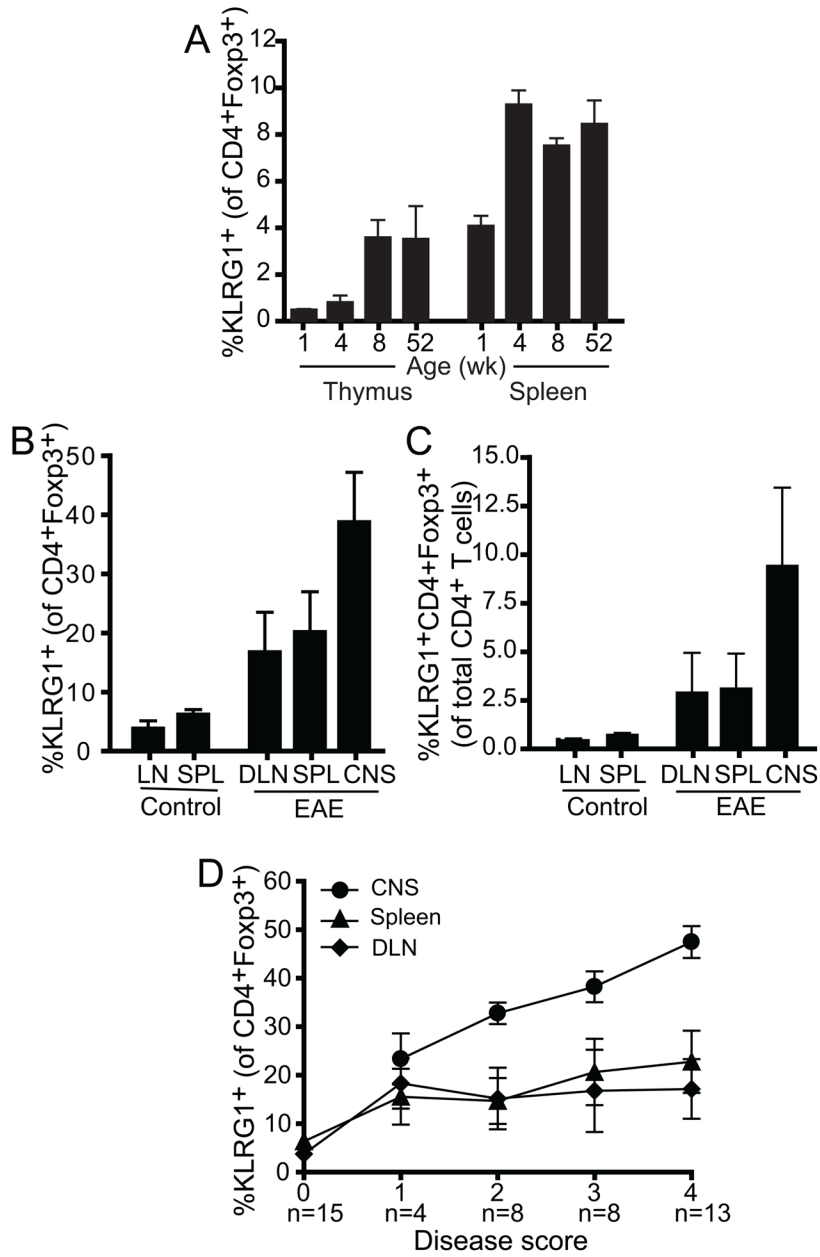 A
%KLRG1+ (of CD4+Foxp3+)
12
10
8
6
4
2
0
1 4 8 52 1 4 8 52
Age (wk)
Thymus Spleen
B
%KLRG1+ (of CD4+Foxp3+)
50
40
30
20
10
0
LN SPL DLN SPL CNS
Control EAE
C
%KLRG1+CD4+Foxp3+
(of total CD4+ T cells)
15.0
12.5
10.0
7.5
5.0
2.5
0.0
LN SPL DLN SPL CNS
Control EAE
D
%KLRG1+ (of CD4+Foxp3+)
60
50
40
30
20
10
0
CNS
Spleen
DLN
0 1 2 3 4
n=15 n=4 n=8 n=8 n=13
Disease score